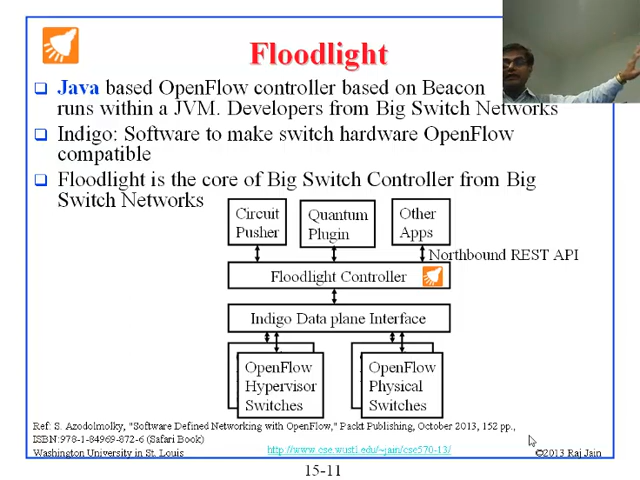 Floodlight
Java based OpenFlow controller based on Beacon
runs within a JVM. Developers from Big Switch Networks
Indigo: Software to make switch hardware OpenFlow
compatible
Floodlight is the core of Big Switch Controller from Big
Switch Networks
Circuit
Pusher
Quantum
Plugin
Other
Apps
Northbound REST API
Floodlight Controller
Indigo Data plane Interface
OpenFlow
Hypervisor
Switches
OpenFlow
Physical
Switches
Ref: S. Azodolmolky, "Software Defined Networking with OpenFlow," Packt Publishing, October 2013, 152 pp.,
ISBN:978-1-84969-872-6 (Safari Book)
Washington University in St. Louis
http://www.cse.wustl.edu/~jain/cse570-13/
©2013 Raj Jain
15-11